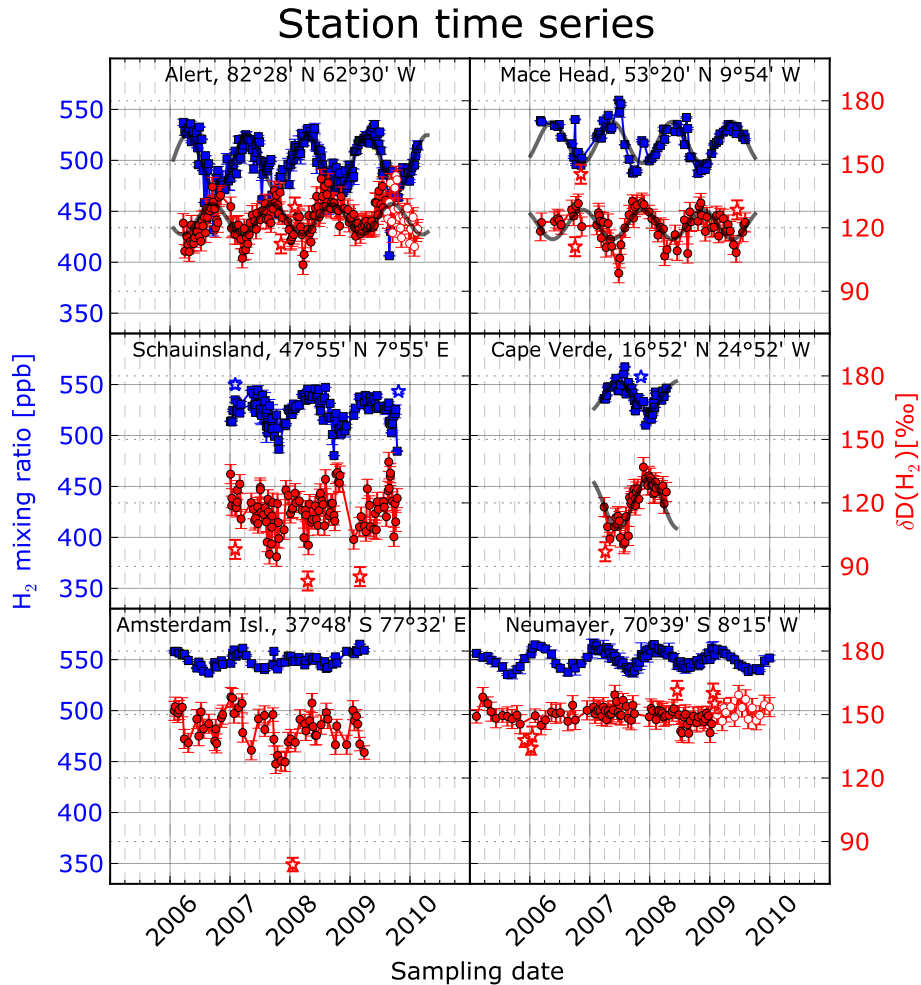 Station time series
Alert, 82°28' N 62°30' W
Mace Head, 53°20' N 9°54' W
550
500
450
400
350
180
150
120
90
Schauinsland, 47°55' N 7°55' E
Cape Verde, 16°52' N 24°52' W
550
500
450
400
350
180
150
120
90
H₂ mixing ratio [ppb]
δD(H₂)[‰]
Amsterdam Isl., 37°48' S 77°32' E
Neumayer, 70°39' S 8°15' W
550
500
450
400
350
180
150
120
90
2006 2007 2008 2009 2010 2006 2007 2008 2009 2010
Sampling date